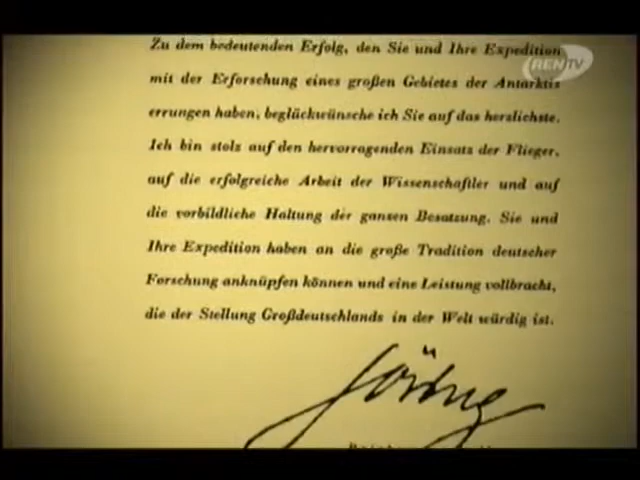 Zu dem bedeutenden Erfolg, den Sie und Ihre Expedition
REN TV
mit der Erforschung eines großen Gebietes der Antarktis
errungen haben, beglückwünsche ich Sie auf das herzlichste.
Ich bin stolz auf den hervorragenden Einsatz der Flieger,
auf die erfolgreiche Arbeit der Wissenschaftler und auf
die vorbildliche Haltung der ganzen Besatzung. Sie und
Ihre Expedition haben an die große Tradition deutscher
Forschung anknüpfen können und eine Leistung vollbracht,
die der Stellung Großdeutschlands in der Welt würdig ist.
Göring